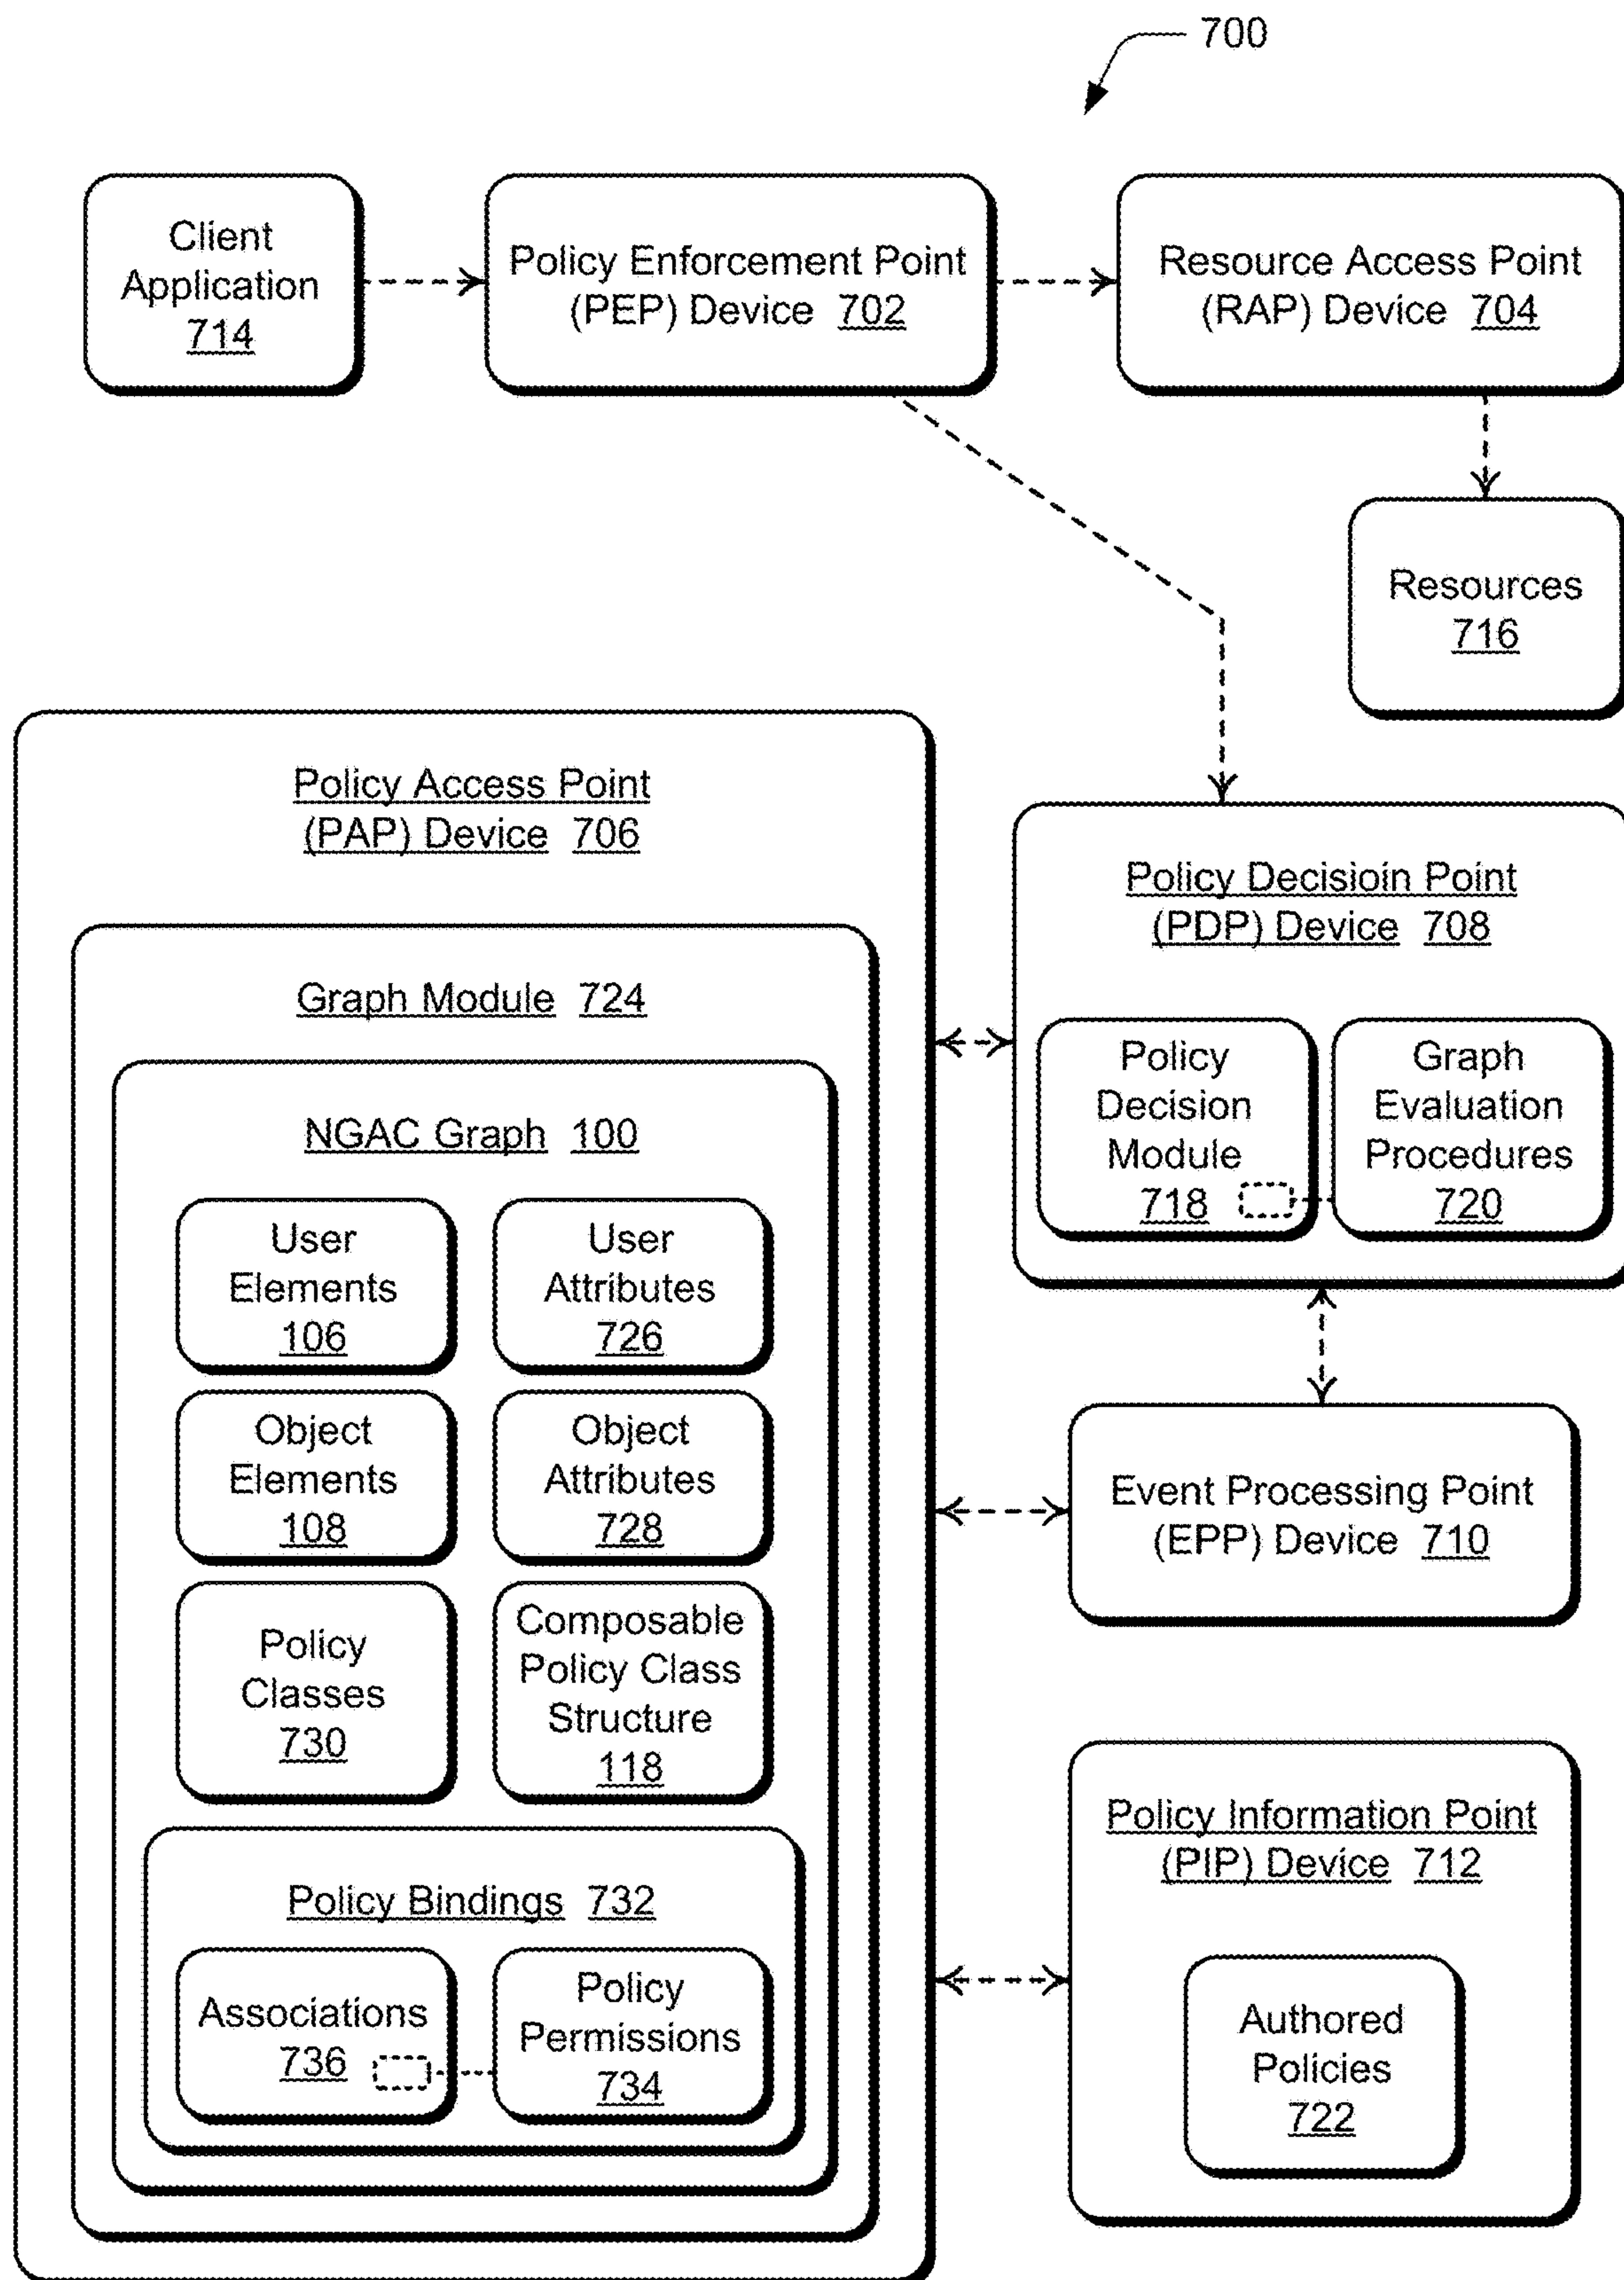 700
Client
Application
714
Policy Enforcement Point
(PEP) Device 702
Resource Access Point
(RAP) Device 704
Resources
716
Policy Access Point
(PAP) Device 706
Graph Module 724
NGAC Graph 100
User
Elements
106
User
Attributes
726
Object
Elements
108
Object
Attributes
728
Policy
Classes
730
Composable
Policy Class
Structure
118
Policy Bindings 732
Associations
736
Policy
Permissions
734
Policy Decisioin Point
(PDP) Device 708
Policy
Decision
Module
718
Graph
Evaluation
Procedures
720
Event Processing Point
(EPP) Device 710
Policy Information Point
(PIP) Device 712
Authored
Policies
722